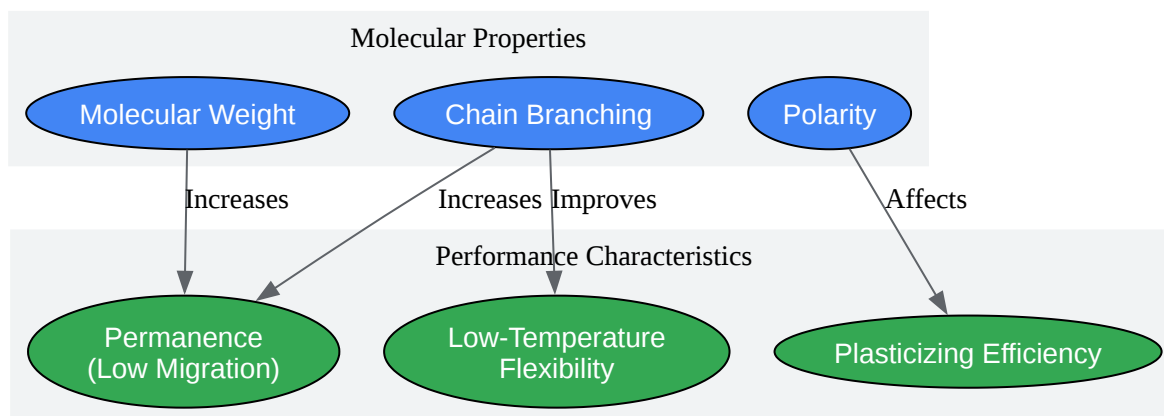 Molecular Properties
Molecular Weight
Chain Branching
Polarity
Increases
Increases
Improves
Affects
Performance Characteristics
Permanence
(Low Migration)
Low-Temperature
Flexibility
Plasticizing Efficiency